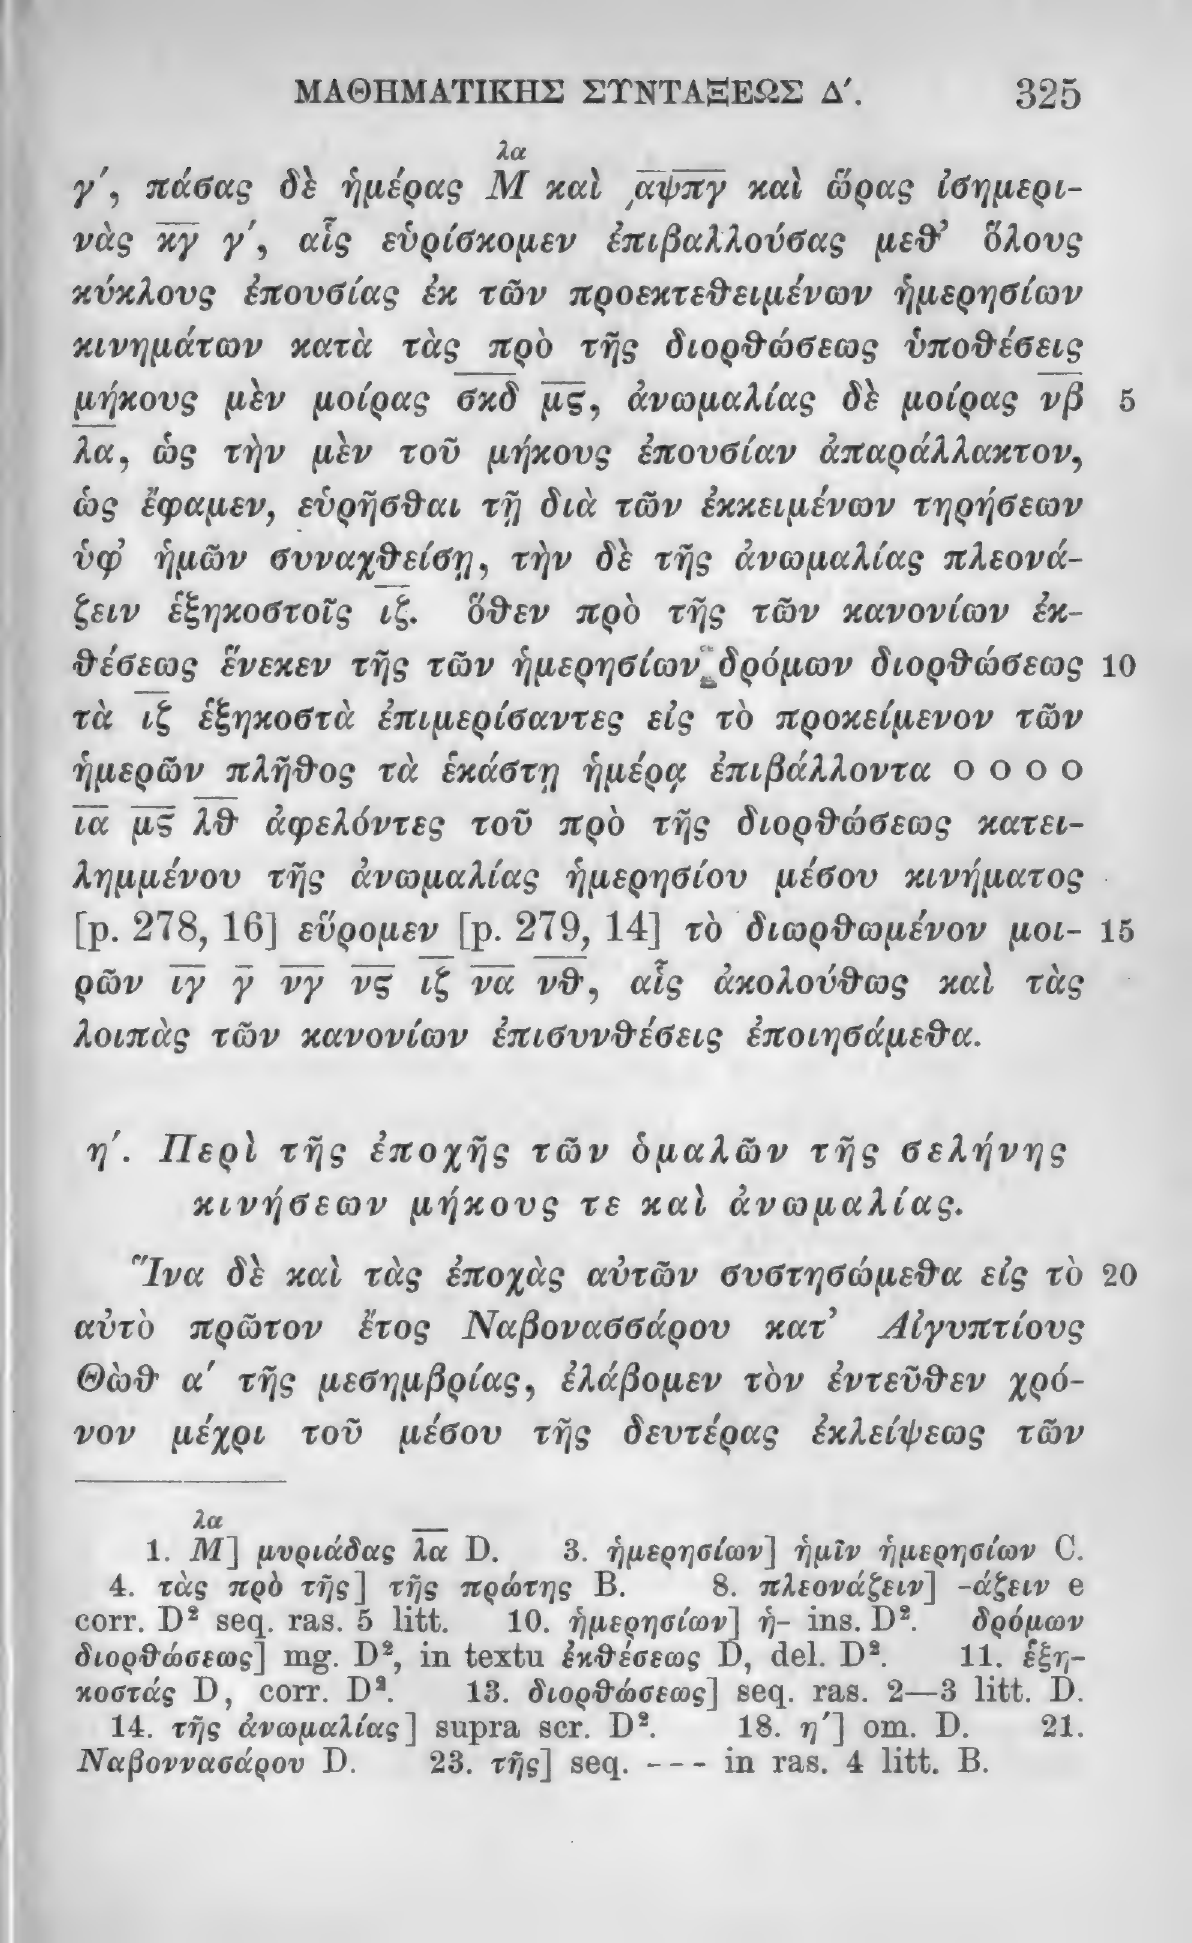 ΜΑΘΗΜΑΤΙΚΗΣ ΣΥΝΤΑΞΕΩΣ Δ΄. 325
λα
γ΄, πάσας δὲ ἡμέρας Μ καὶ ͵αψπγ καὶ ὥρας ἰσημερι-
νὰς κγ γ΄, αἷς εὑρίσκομεν ἐπιβαλλούσας μεθ’ ὅλους
κύκλους ἐπουσίας ἐκ τῶν προεκτεθειμένων ἡμερησίων
κινημάτων κατὰ τὰς πρὸ τῆς διορθώσεως ὑποθέσεις
μήκους μὲν μοίρας σκδ μϛ, ἀνωμαλίας δὲ μοίρας νβ 5
λα, ὡς τὴν μὲν τοῦ μήκους ἐπουσίαν ἀπαράλλακτον,
ὡς ἔφαμεν, εὑρῆσθαι τῇ διὰ τῶν ἐκκειμένων τηρήσεων
ὑφ’ ἡμῶν συναχθείσῃ, τὴν δὲ τῆς ἀνωμαλίας πλεονά-
ζειν ἑξηκοστοῖς ιζ. ὅθεν πρὸ τῆς τῶν κανονίων ἐκ-
θέσεως ἕνεκεν τῆς τῶν ἡμερησίων δρόμων διορθώσεως 10
τὰ ιζ ἑξηκοστὰ ἐπιμερίσαντες εἰς τὸ προκείμενον τῶν
ἡμερῶν πλῆθος τὰ ἑκάστῃ ἡμέρᾳ ἐπιβάλλοντα ο ο ο ο
ια μϛ λθ ἀφελόντες τοῦ πρὸ τῆς διορθώσεως κατει-
λημμένου τῆς ἀνωμαλίας ἡμερησίου μέσου κινήματος
[p. 278, 16] εὕρομεν [p. 279, 14] τὸ διωρθωμένον μοι- 15
ρῶν ιγ γ νγ νϛ ιζ να νθ, αἷς ἀκολούθως καὶ τὰς
λοιπὰς τῶν κανονίων ἐπισυνθέσεις ἐποιησάμεθα.
η΄. Περὶ τῆς ἐποχῆς τῶν ὁμαλῶν τῆς σελήνης
κινήσεων μήκους τε καὶ ἀνωμαλίας.
Ἵνα δὲ καὶ τὰς ἐποχὰς αὐτῶν συστησώμεθα εἰς τὸ 20
αὐτὸ πρῶτον ἔτος Ναβονασσάρου κατ’ Αἰγυπτίους
Θὼθ α΄ τῆς μεσημβρίας, ἐλάβομεν τὸν ἐντεῦθεν χρό-
νον μέχρι τοῦ μέσου τῆς δευτέρας ἐκλείψεως τῶν
λα
1. Μ] μυριάδας λα D. 3. ἡμερησίων] ἡμῖν ἡμερησίων C.
4. τὰς πρὸ τῆς] τῆς πρώτης B. 8. πλεονάζειν] -άζειν e
corr. D² seq. ras. 5 litt. 10. ἡμερησίων] ἡ- ins. D². δρόμων
διορθώσεως] mg. D², in textu ἐκθέσεως D, del. D². 11. ἑξη-
κοστάς D, corr. D². 13. διορθώσεως] seq. ras. 2—3 litt. D.
14. τῆς ἀνωμαλίας] supra scr. D². 18. η΄] om. D. 21.
Ναβοννασάρου D. 23. τῆς] seq. - - - in ras. 4 litt. B.